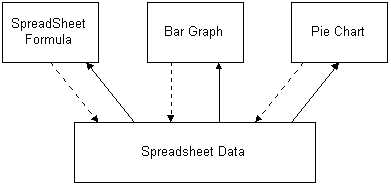 SpreadSheet
Formula
Bar Graph
Pie Chart
Spreadsheet Data